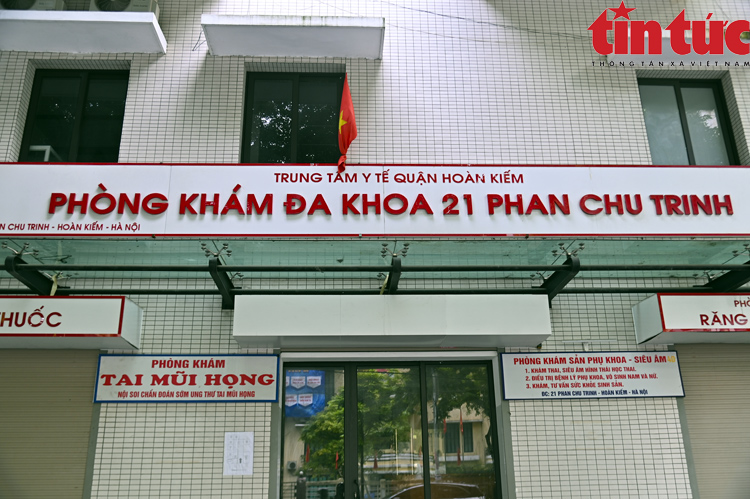 tin tức
THÔNG TẤN XÃ VIỆT NAM
TRUNG TÂM Y TẾ QUẬN HOÀN KIẾM
PHÒNG KHÁM ĐA KHOA 21 PHAN CHU TRINH
CHU TRINH - HOÀN KIẾM - HÀ NỘI
THUỐC
RĂNG
PHÒNG KHÁM
TAI MŨI HỌNG
NỘI SOI CHẨN ĐOÁN SỚM UNG THƯ TAI MŨI HỌNG
PHÒNG KHÁM SẢN PHỤ KHOA - SIÊU ÂM
1. KHÁM THAI, SIÊU ÂM HÌNH THÁI HỌC THAI.
2. ĐIỀU TRỊ BỆNH LÝ PHỤ KHOA, VÔ SINH NAM VÀ NỮ.
3. KHÁM, TƯ VẤN SỨC KHỎE SINH SẢN.
ĐC: 21 PHAN CHU TRINH - HOÀN KIẾM - HÀ NỘI